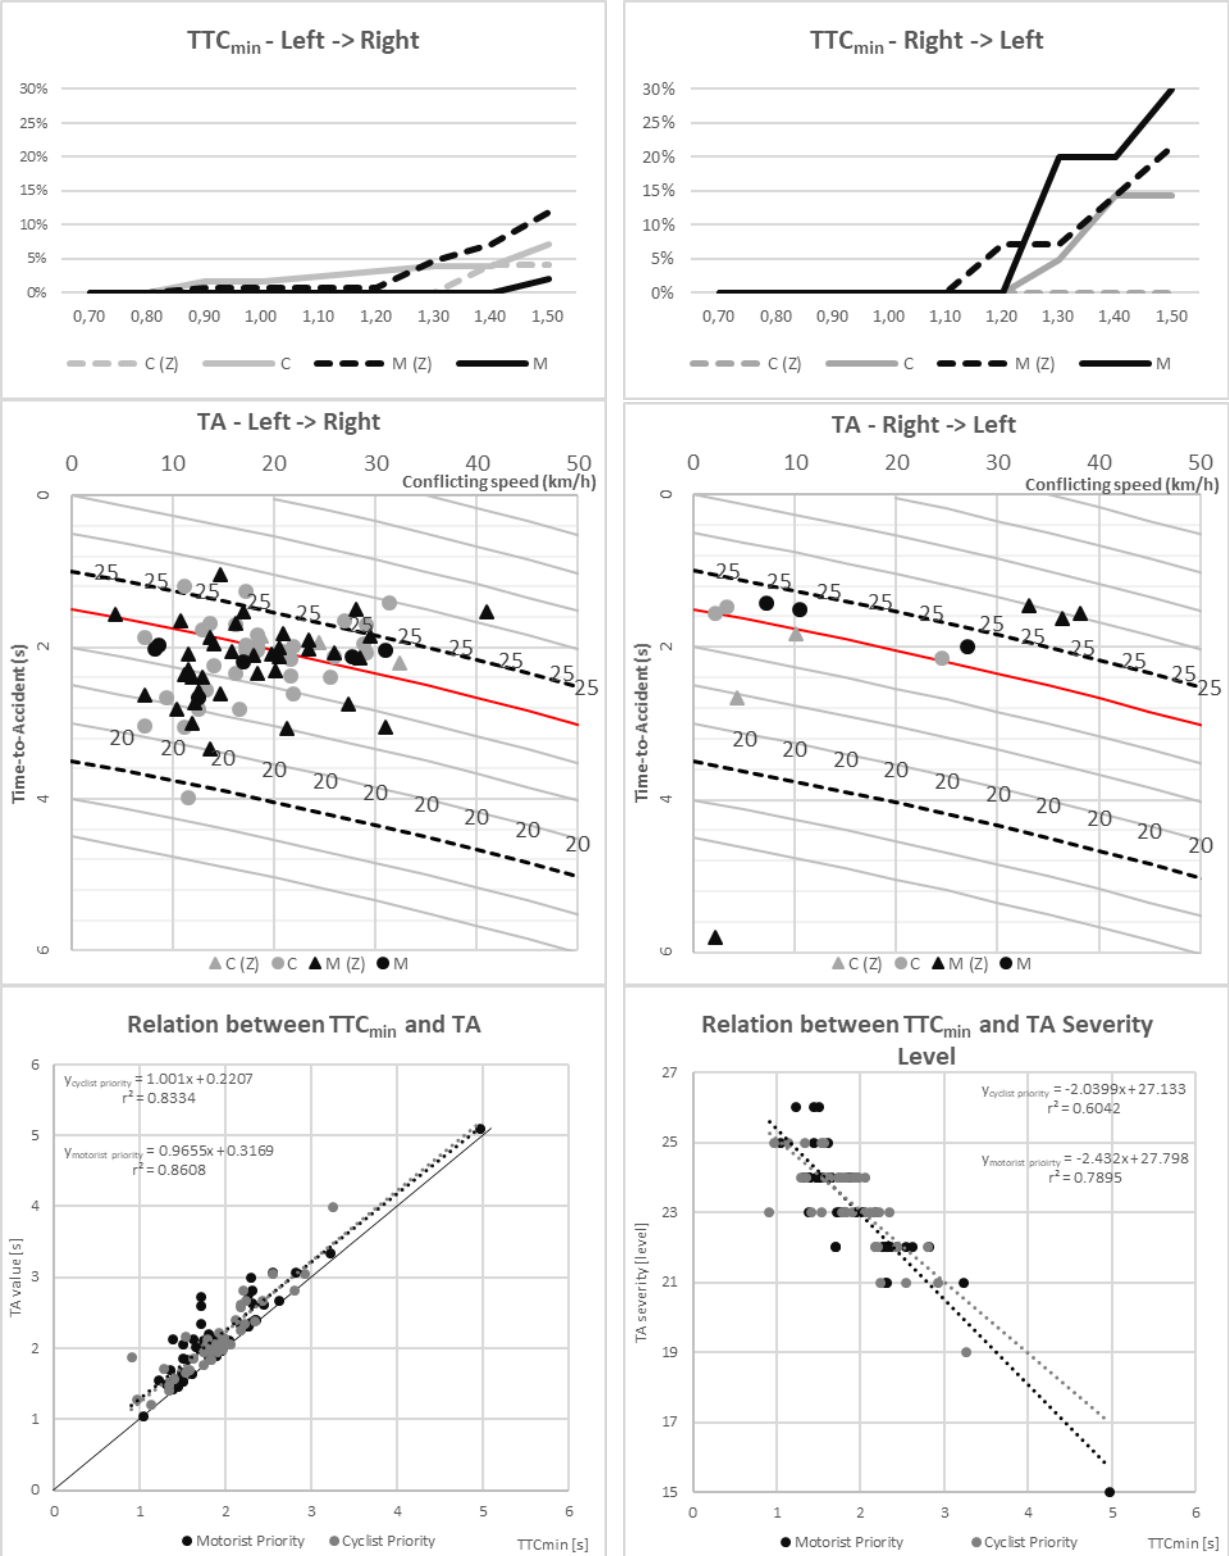 TTCmin - Left -> Right
30%
25%
20%
15%
10%
5%
0%
0,70 0,80 0,90 1,00 1,10 1,20 1,30 1,40 1,50
C (Z) C M (Z) M
TTCmin - Right -> Left
30%
25%
20%
15%
10%
5%
0%
0,70 0,80 0,90 1,00 1,10 1,20 1,30 1,40 1,50
C (Z) C M (Z) M
TA - Left -> Right
0 10 20 30 40 50
Conflicting speed (km/h)
0
2
4
6
Time-to-Accident (s)
25 25 25 25 25 25 25 25 25 25
20 20 20 20 20 20 20 20 20 20
C (Z) C M (Z) M
TA - Right -> Left
0 10 20 30 40 50
Conflicting speed (km/h)
0
2
4
6
Time-to-Accident (s)
25 25 25 25 25 25 25 25 25 25
20 20 20 20 20 20 20 20 20 20
C (Z) C M (Z) M
Relation between TTCmin and TA
ycyclist priority = 1.001x+0.2207
r² = 0.8334
ymotorist priority = 0.9655x+0.3169
r² = 0.8608
6
5
4
3
2
1
0
TA value [s]
0 1 2 3 4 5 6
Motorist Priority Cyclist Priority TTCmin [s]
Relation between TTCmin and TA Severity
Level
ycyclist priority = -2.0399x+27.133
r² = 0.6042
ymotorist prioirty = -2.432x+27.798
r² = 0.7895
27
25
23
21
19
17
15
TA severity [level]
0 1 2 3 4 5 6
Motorist Priority Cyclist Priority TTCmin [s]